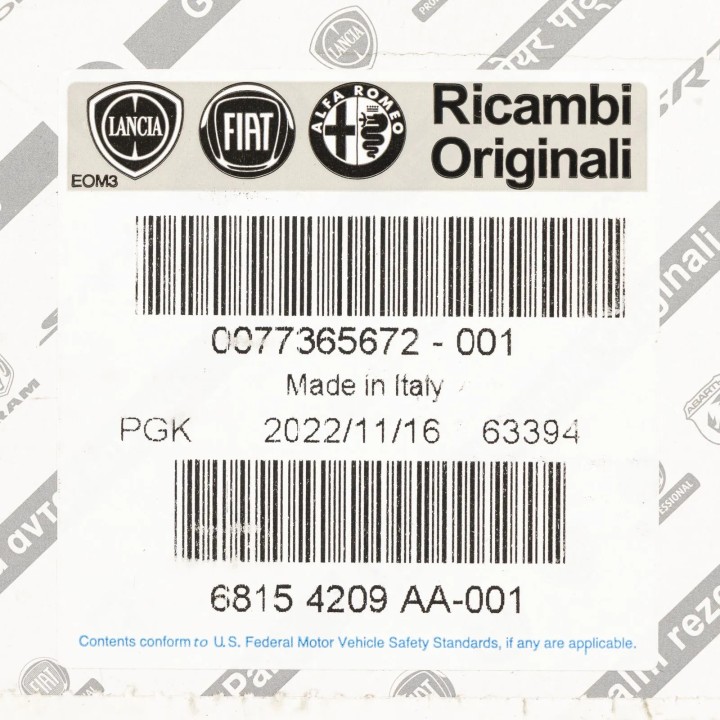 LANCIA
LANCIA FIAT ALFA ROMEO Ricambi
Originali
EOM3
0077365672 - 001
Made in Italy
PGK 2022/11/16 63394
6815 4209 AA-001
Contents conform to U.S. Federal Motor Vehicle Safety Standards, if any are applicable.